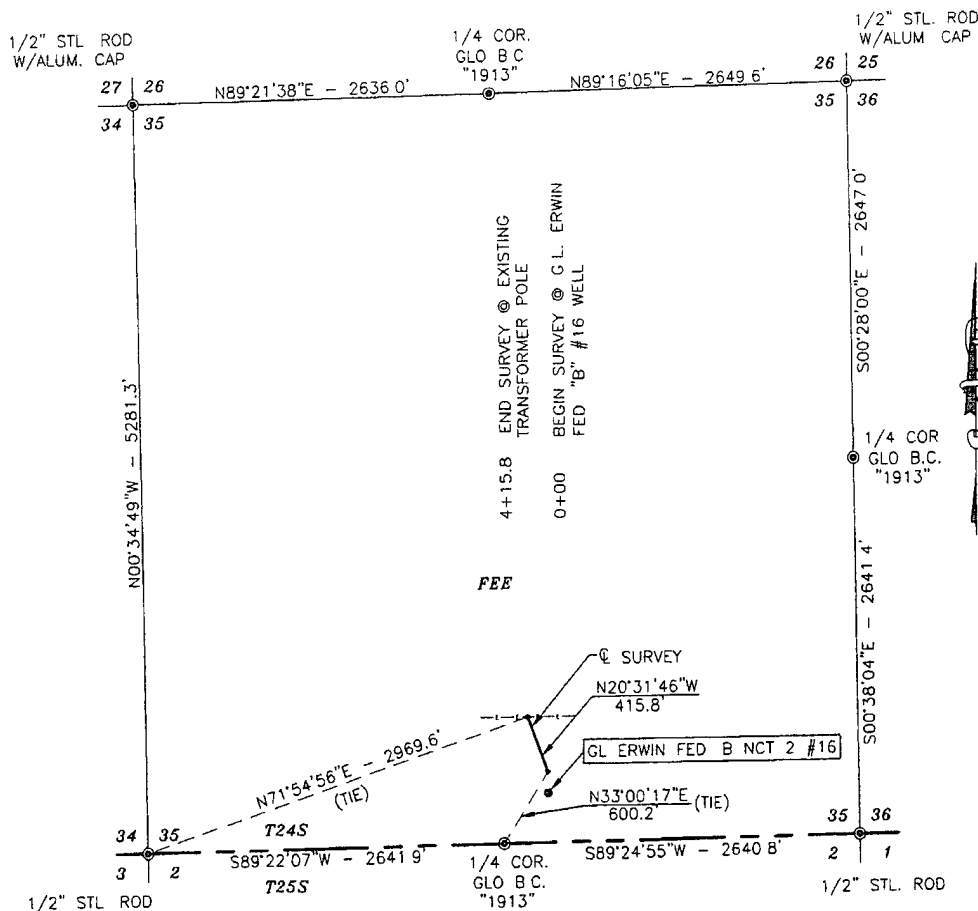 1/2" STL ROD
W/ALUM. CAP
1/4 COR.
GLO B C
"1913"
1/2" STL. ROD
W/ALUM CAP
27 26
34 35
N89°21'38"E - 2636 0'
N89°16'05"E - 2649.6'
26 25
35 36
N00°34'49"W - 5281.3'
4+15.8 END SURVEY @ EXISTING
TRANSFORMER POLE
0+00 BEGIN SURVEY @ G L. ERWIN
FED "B" #16 WELL
S00°28'00"E - 2647 0'
1/4 COR
GLO B.C.
"1913"
S00°38'04"E - 2641 4'
FEE
℄ SURVEY
N20°31'46"W
415.8'
GL ERWIN FED B NCT 2 #16
N71°54'56"E - 2969.6'
(TIE)
N33°00'17"E (TIE)
600.2'
34 35
3 2
T24S
S89°22'07"W - 2641 9'
T25S
S89°24'55"W - 2640 8'
35 36
2 1
1/2" STL ROD
1/4 COR.
GLO B C.
"1913"
1/2" STL. ROD